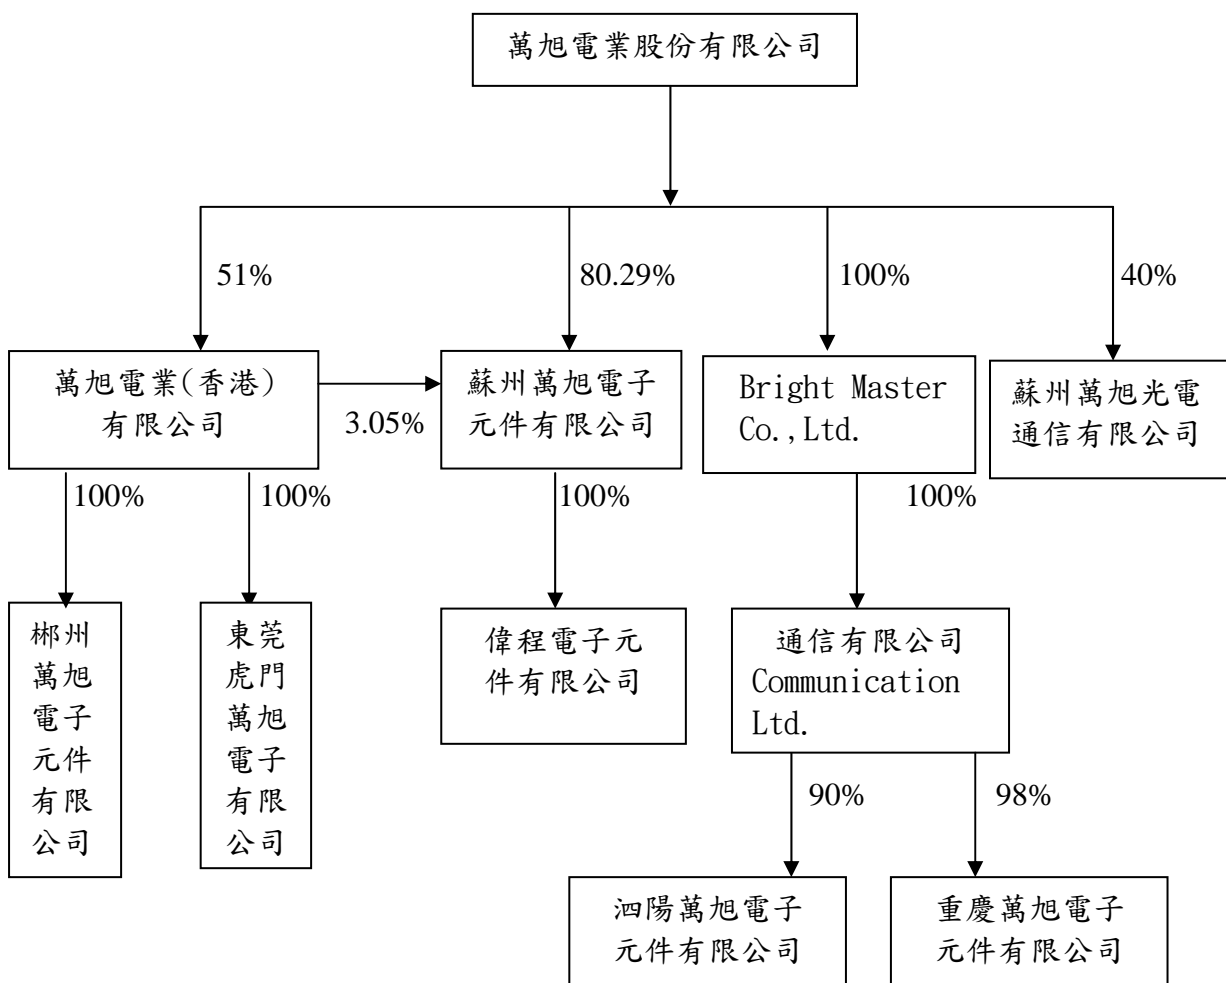 萬旭電業股份有限公司
51%
80.29%
100%
40%
萬旭電業(香港)
有限公司
3.05%
蘇州萬旭電子
元件有限公司
Bright Master
Co.,Ltd.
蘇州萬旭光電
通信有限公司
100%
100%
100%
100%
郴州
萬旭
電子
元件
有限
公司
東莞
虎門
萬旭
電子
有限
公司
偉程電子元
件有限公司
通信有限公司
Communication
Ltd.
90%
98%
泗陽萬旭電子
元件有限公司
重慶萬旭電子
元件有限公司